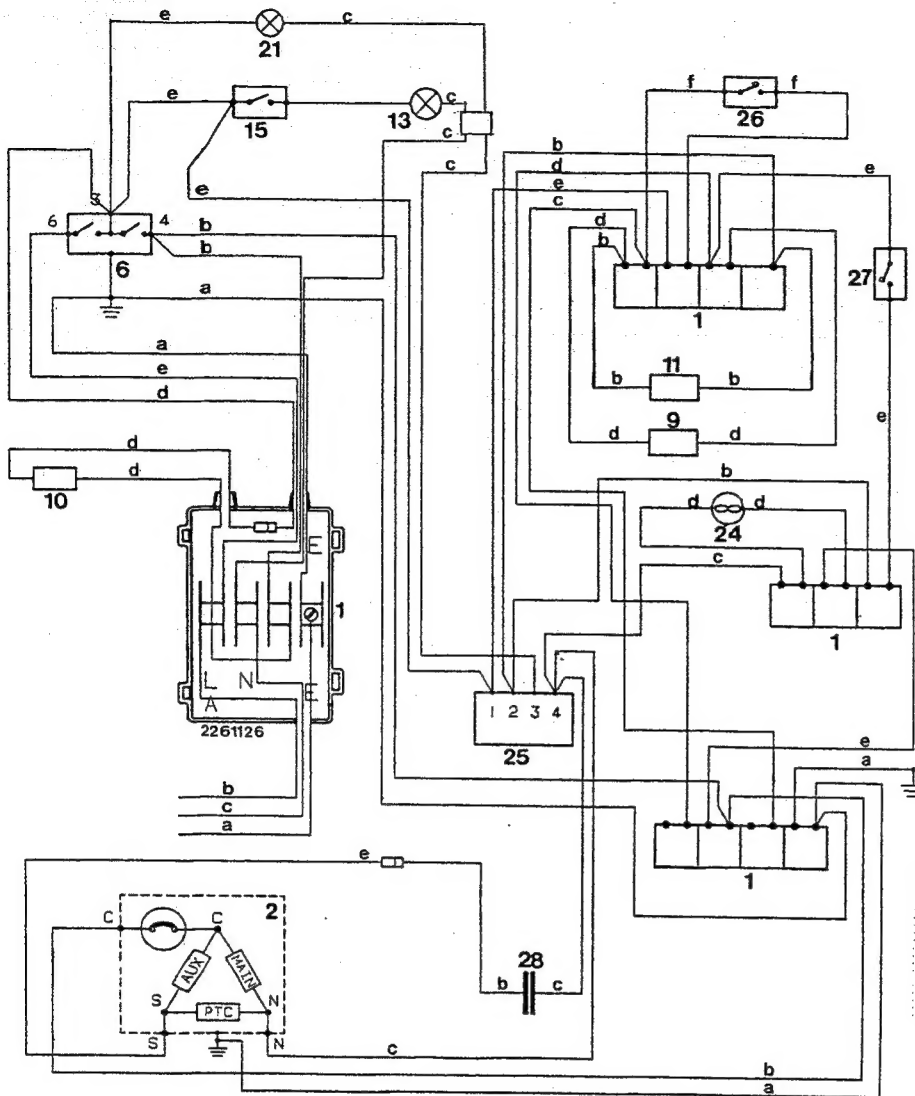 e c
21
f f
26
e 15 13 c
c
b
d
e
c
e
c
e
d
b
3
6 4 b
b
6
a
27
1
a
e
d
b 11 b
d 9 d
e
d
d
10
b
d d
24
c
E
1
1
L N E
A
2261126
1 2 3 4
25
e
a
b
c
a
1
e
C 2
C
AUX MAIN
28
b c
S N
PTC
S N
c
b
a